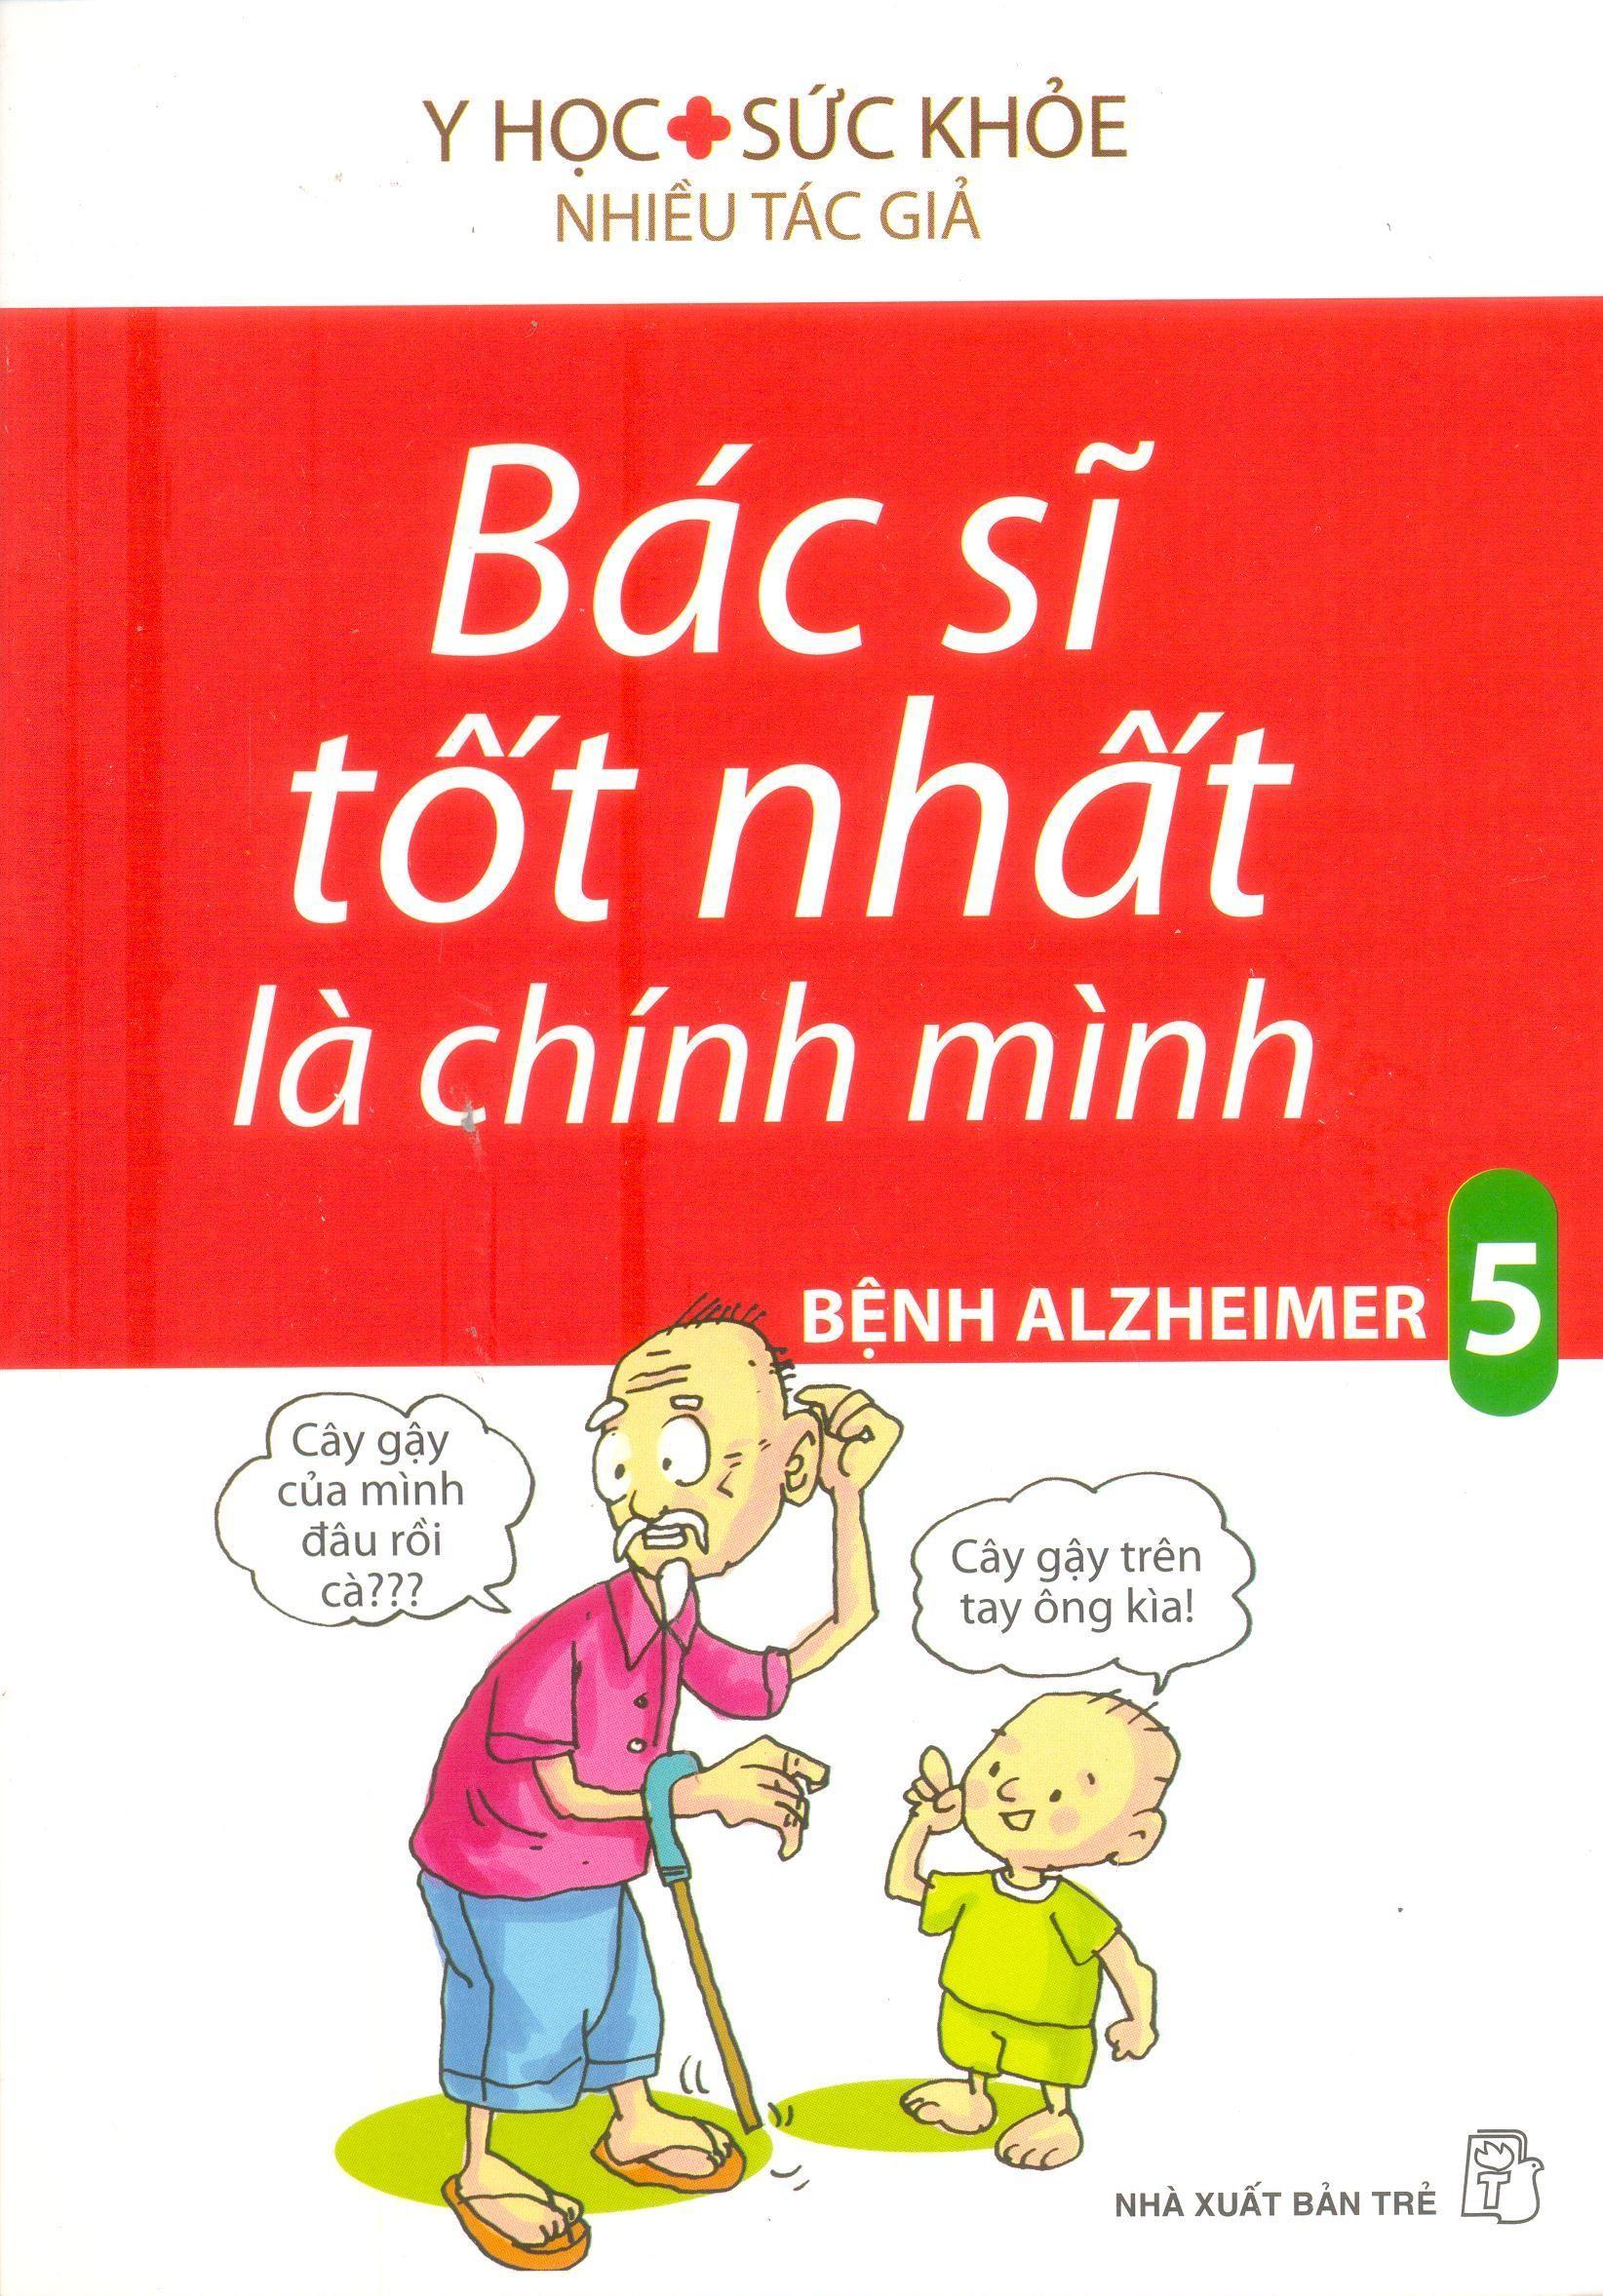 Y HỌC SỨC KHỎE
NHIỀU TÁC GIẢ
Bác sĩ
tốt nhất
là chính mình
BỆNH ALZHEIMER 5
Cây gậy
của mình
đâu rồi
cà???
Cây gậy trên
tay ông kìa!
NHÀ XUẤT BẢN TRẺ
T